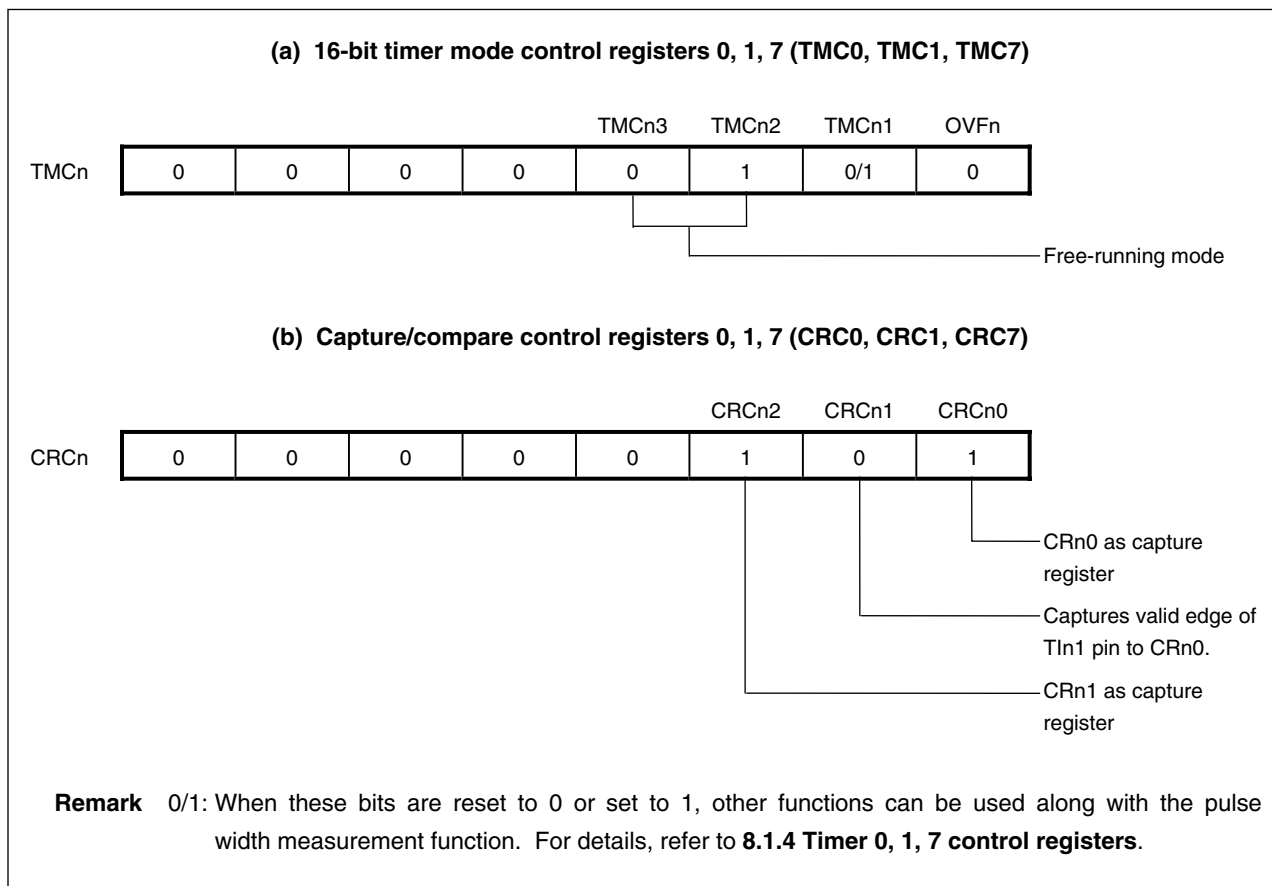 (a) 16-bit timer mode control registers 0, 1, 7 (TMC0, TMC1, TMC7)
TMCn3 TMCn2 TMCn1 OVFn
TMCn 0 0 0 0 0 1 0/1 0
Free-running mode
(b) Capture/compare control registers 0, 1, 7 (CRC0, CRC1, CRC7)
CRCn2 CRCn1 CRCn0
CRCn 0 0 0 0 0 1 0 1
CRn0 as capture
register
Captures valid edge of
TIn1 pin to CRn0.
CRn1 as capture
register
Remark 0/1: When these bits are reset to 0 or set to 1, other functions can be used along with the pulse
width measurement function. For details, refer to 8.1.4 Timer 0, 1, 7 control registers.